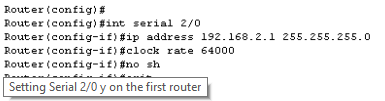 Router(config)#
Router(config)#int serial 2/0
Router(config-if)#ip address 192.168.2.1 255.255.255.0
Router(config-if)#clock rate 64000
Router(config-if)#no sh
Router(config-if)#exit
Setting Serial 2/0 y on the first router